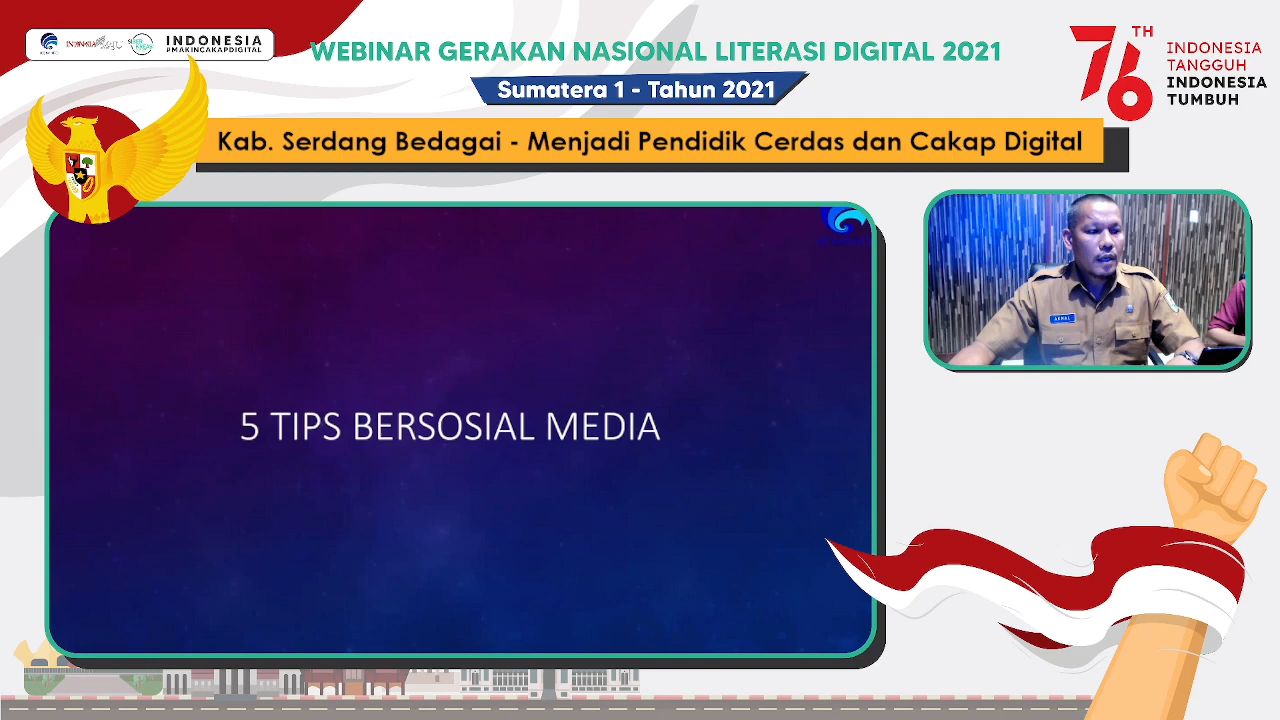 INDONESIA
#MAKINCAKAPDIGITAL
WEBINAR GERAKAN NASIONAL LITERASI DIGITAL 2021
Sumatera 1 - Tahun 2021
76TH
INDONESIA
TANGGUH
INDONESIA
TUMBUH
Kab. Serdang Bedagai - Menjadi Pendidik Cerdas dan Cakap Digital
5 TIPS BERSOSIAL MEDIA